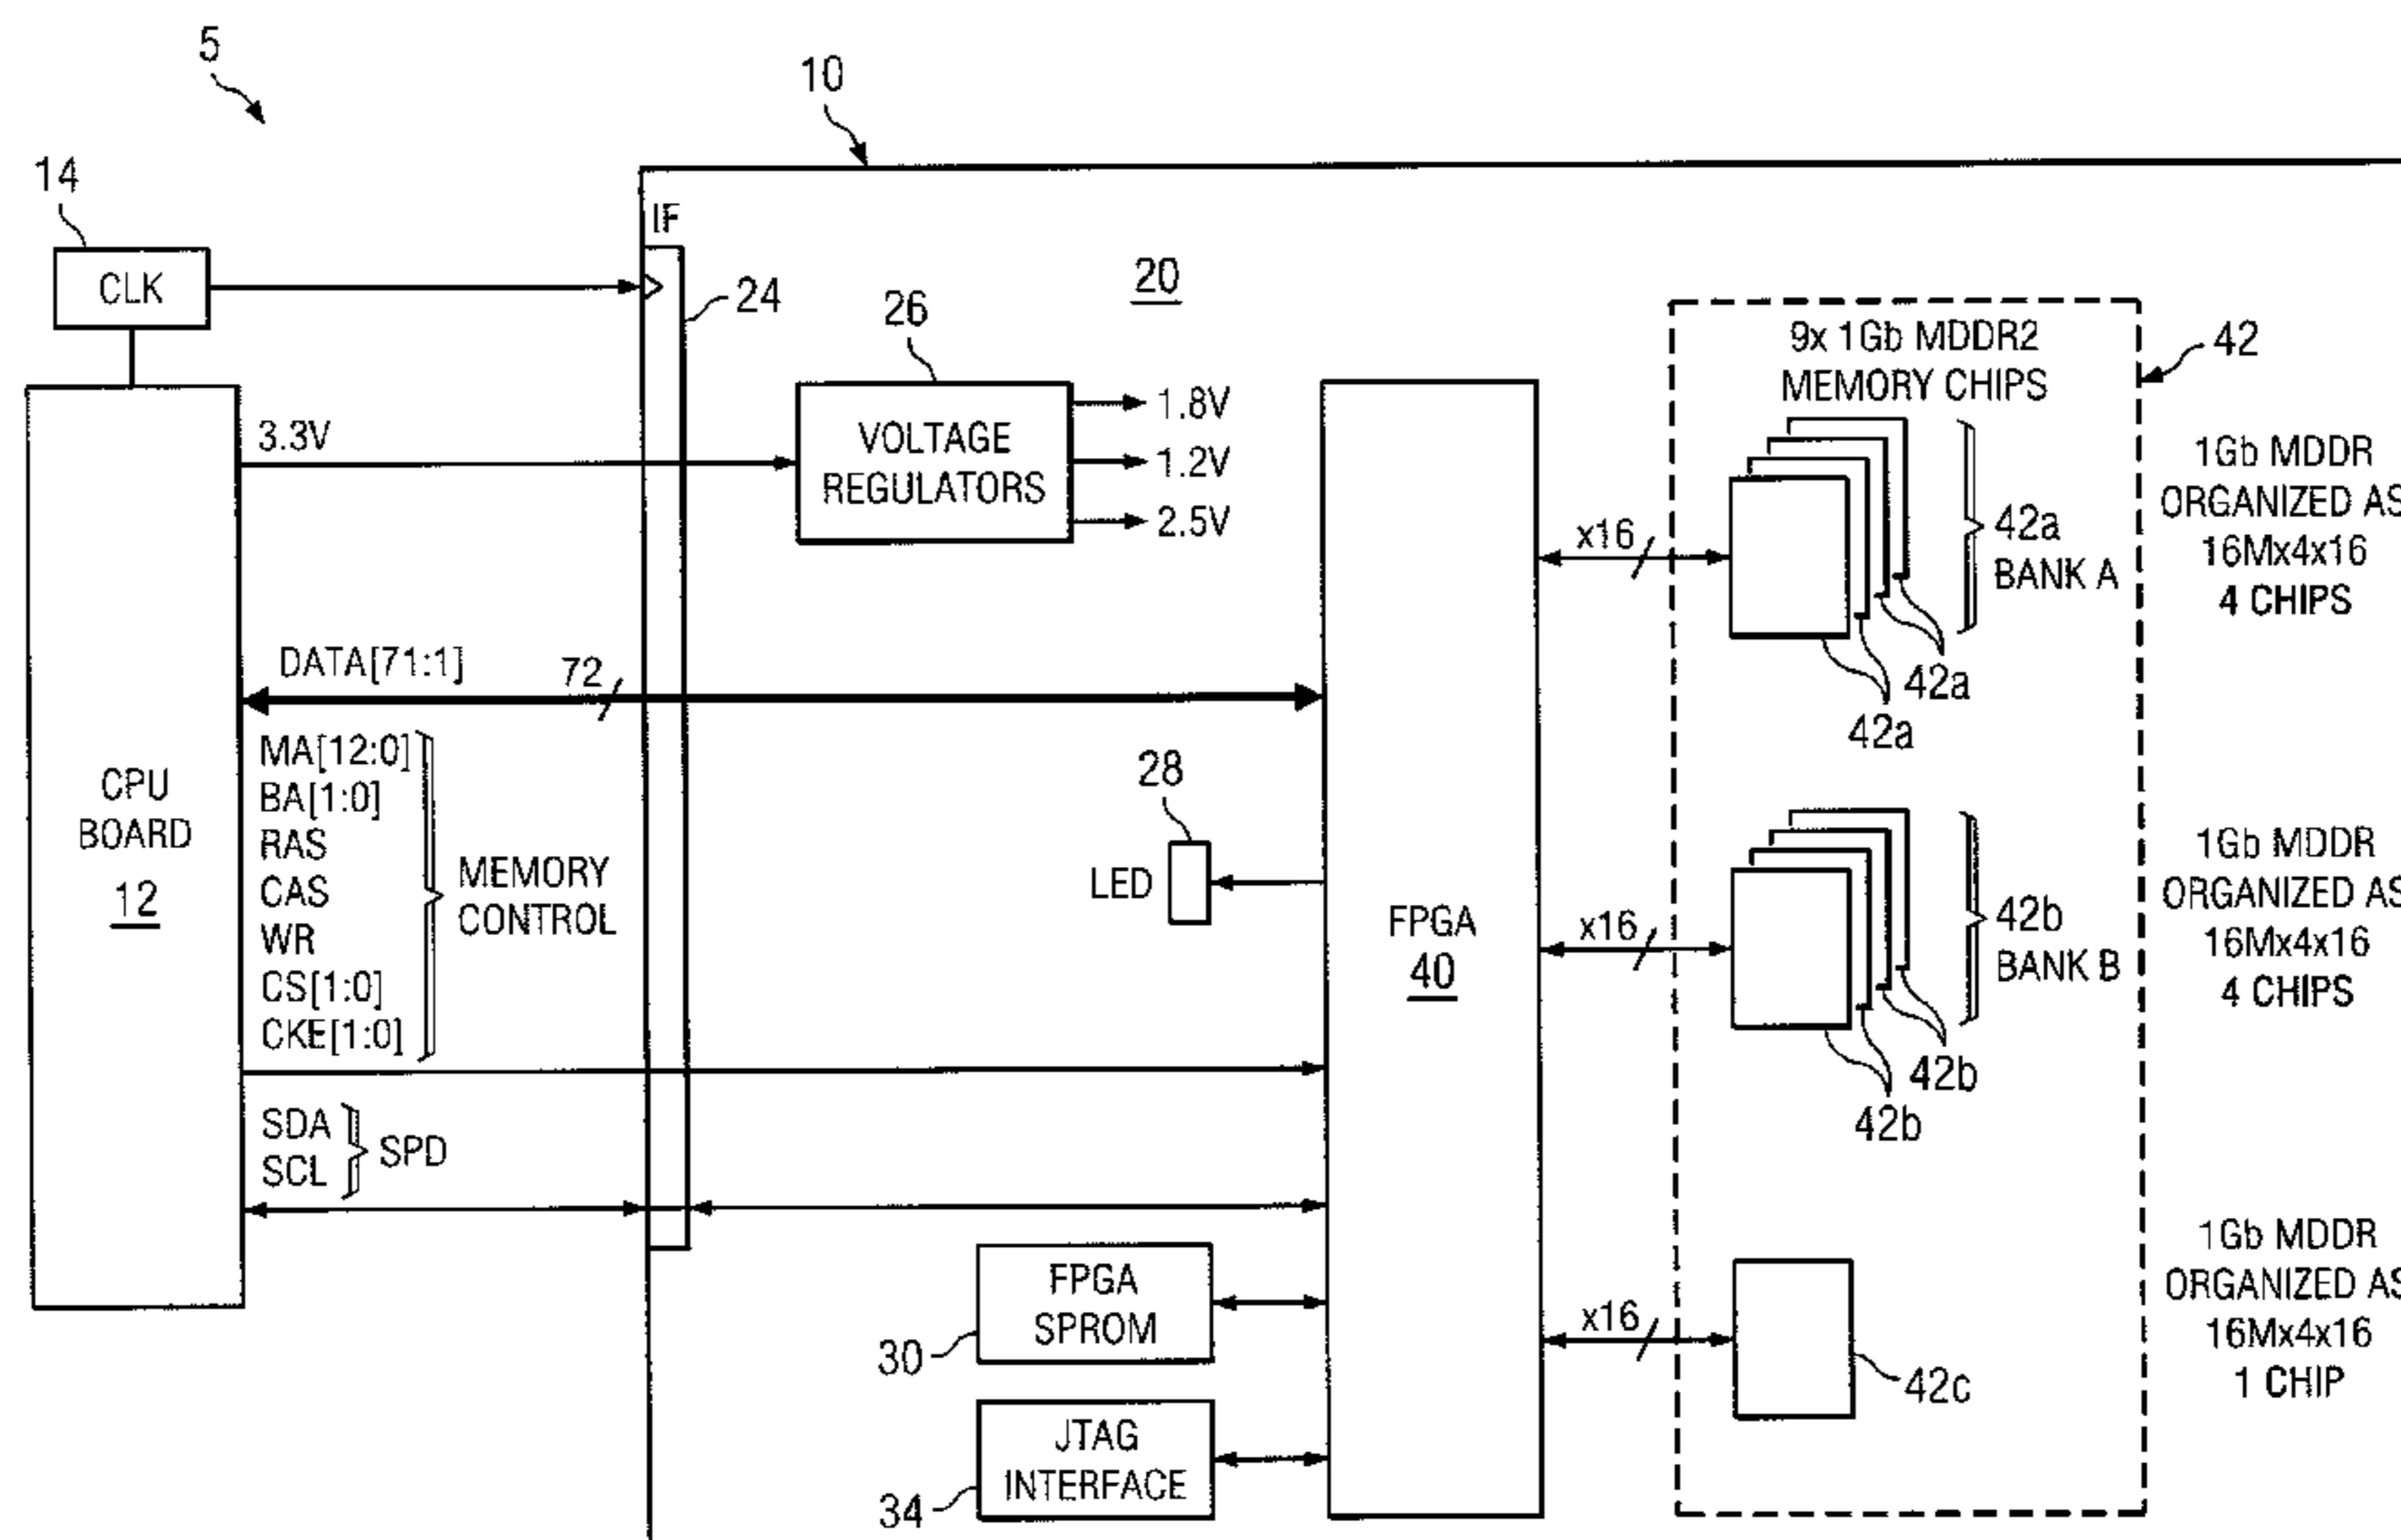 5
10
14
IF
CLK
24
20
26
9x 1Gb MDDR2
MEMORY CHIPS
42
3.3V
VOLTAGE
REGULATORS
1.8V
1.2V
2.5V
1Gb MDDR
ORGANIZED AS
16Mx4x16
4 CHIPS
x16
42a
BANK A
42a
42a
DATA[71:1]
72
CPU
BOARD
12
MA[12:0]
BA[1:0]
RAS
CAS
WR
CS[1:0]
CKE[1:0]
MEMORY
CONTROL
28
LED
FPGA
40
x16
42b
BANK B
42b
42b
1Gb MDDR
ORGANIZED AS
16Mx4x16
4 CHIPS
SDA
SCL
SPD
FPGA
SPROM
30
x16
42c
1Gb MDDR
ORGANIZED AS
16Mx4x16
1 CHIP
JTAG
INTERFACE
34